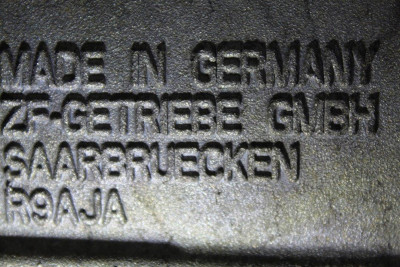 MADE IN GERMANY
ZF-GETRIEBE GMBH
SAARBRUECKEN
R9AJA